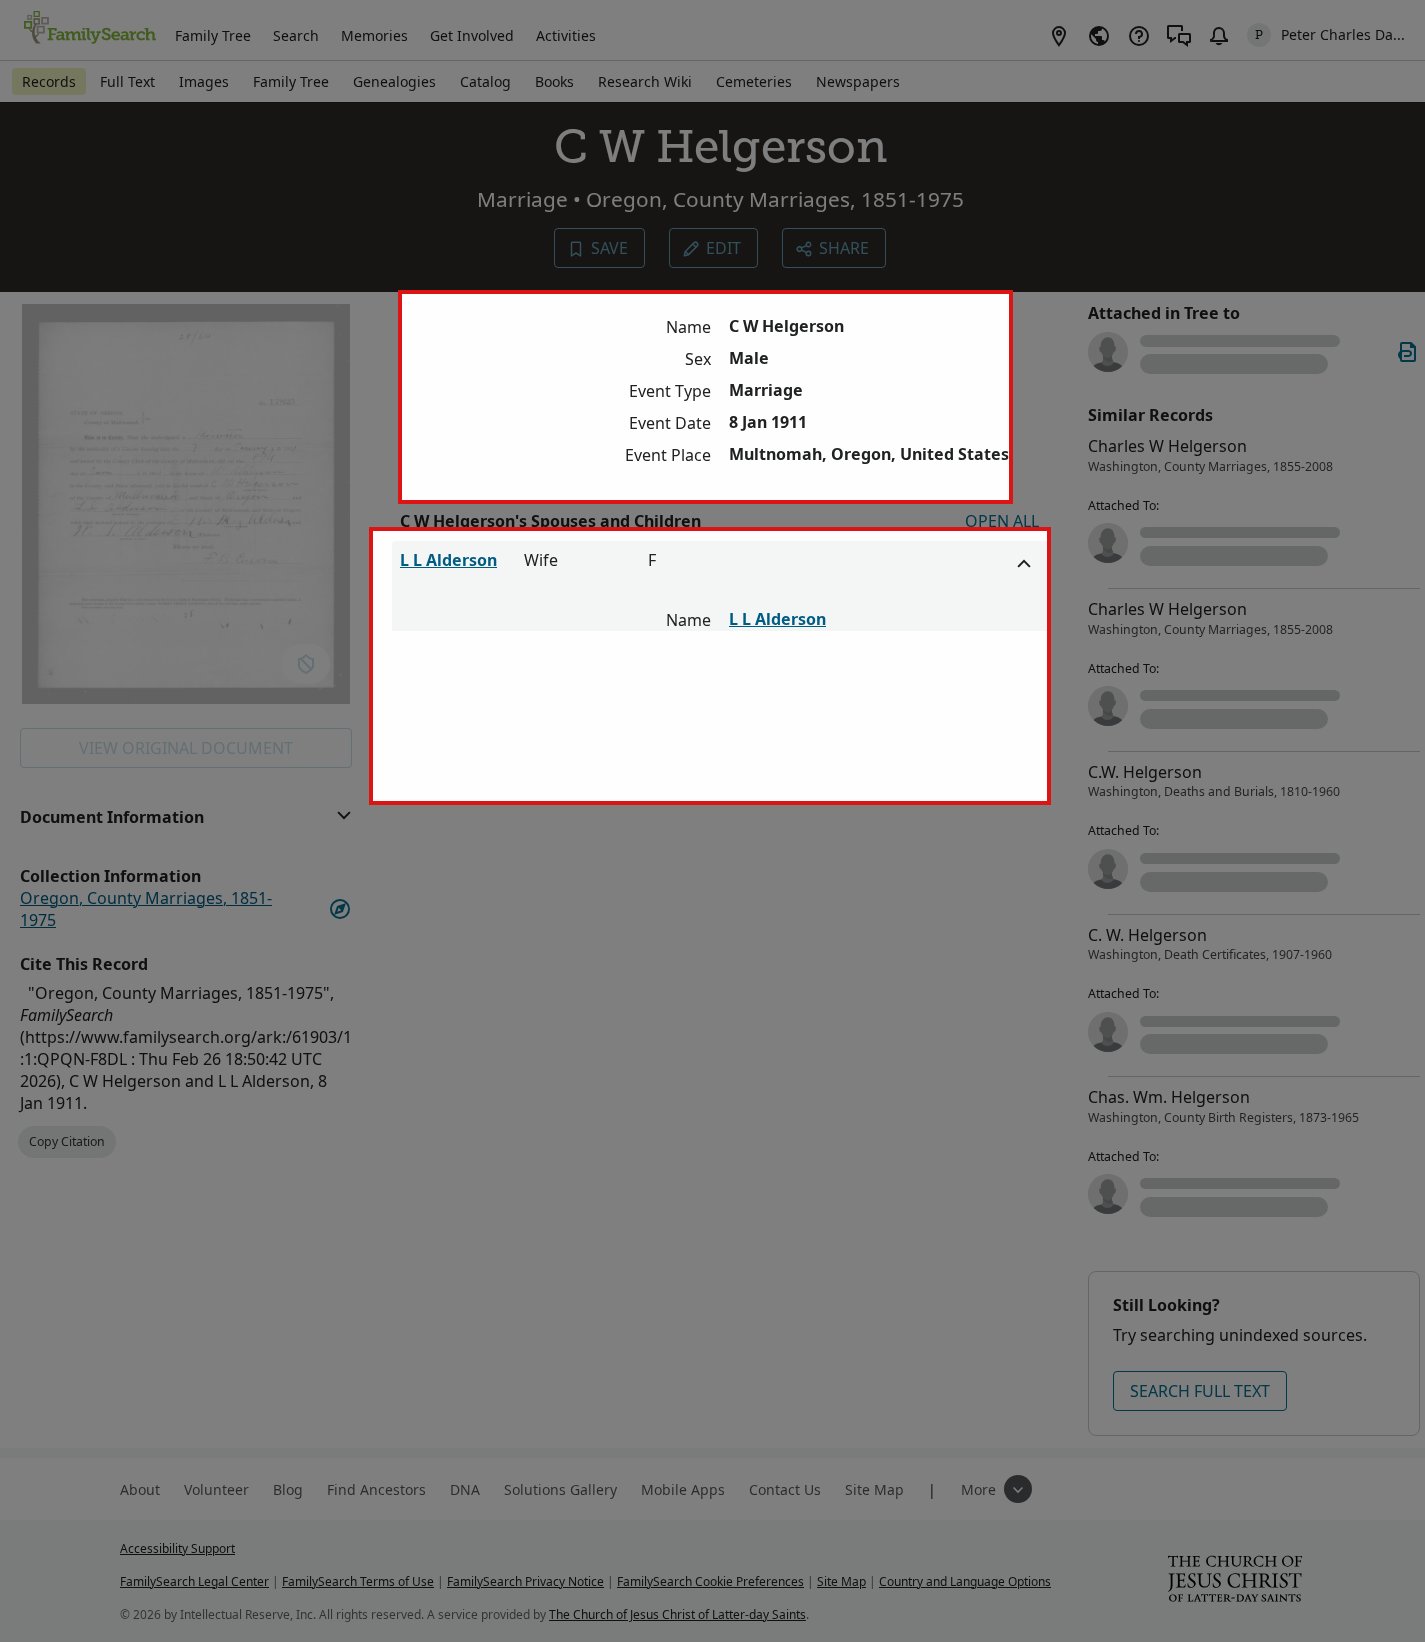 FamilySearch
Family Tree Search Memories Get Involved Activities
P Peter Charles Da...
Records Full Text Images Family Tree Genealogies Catalog Books Research Wiki Cemeteries Newspapers
C W Helgerson
Marriage • Oregon, County Marriages, 1851-1975
SAVE EDIT SHARE
VIEW ORIGINAL DOCUMENT
Document Information
Collection Information
Oregon, County Marriages, 1851-
1975
Cite This Record
"Oregon, County Marriages, 1851-1975",
FamilySearch
(https://www.familysearch.org/ark:/61903/1
:1:QPQN-F8DL : Thu Feb 26 18:50:42 UTC
2026), C W Helgerson and L L Alderson, 8
Jan 1911.
Copy Citation
Name C W Helgerson
Sex Male
Event Type Marriage
Event Date 8 Jan 1911
Event Place Multnomah, Oregon, United States
C W Helgerson's Spouses and Children OPEN ALL
L L Alderson Wife F
Name L L Alderson
Attached in Tree to
Similar Records
Charles W Helgerson
Washington, County Marriages, 1855-2008
Attached To:
Charles W Helgerson
Washington, County Marriages, 1855-2008
Attached To:
C.W. Helgerson
Washington, Deaths and Burials, 1810-1960
Attached To:
C. W. Helgerson
Washington, Death Certificates, 1907-1960
Attached To:
Chas. Wm. Helgerson
Washington, County Birth Registers, 1873-1965
Attached To:
Still Looking?
Try searching unindexed sources.
SEARCH FULL TEXT
About Volunteer Blog Find Ancestors DNA Solutions Gallery Mobile Apps Contact Us Site Map | More
Accessibility Support
FamilySearch Legal Center | FamilySearch Terms of Use | FamilySearch Privacy Notice | FamilySearch Cookie Preferences | Site Map | Country and Language Options
© 2026 by Intellectual Reserve, Inc. All rights reserved. A service provided by The Church of Jesus Christ of Latter-day Saints.
THE CHURCH OF
JESUS CHRIST
OF LATTER-DAY SAINTS